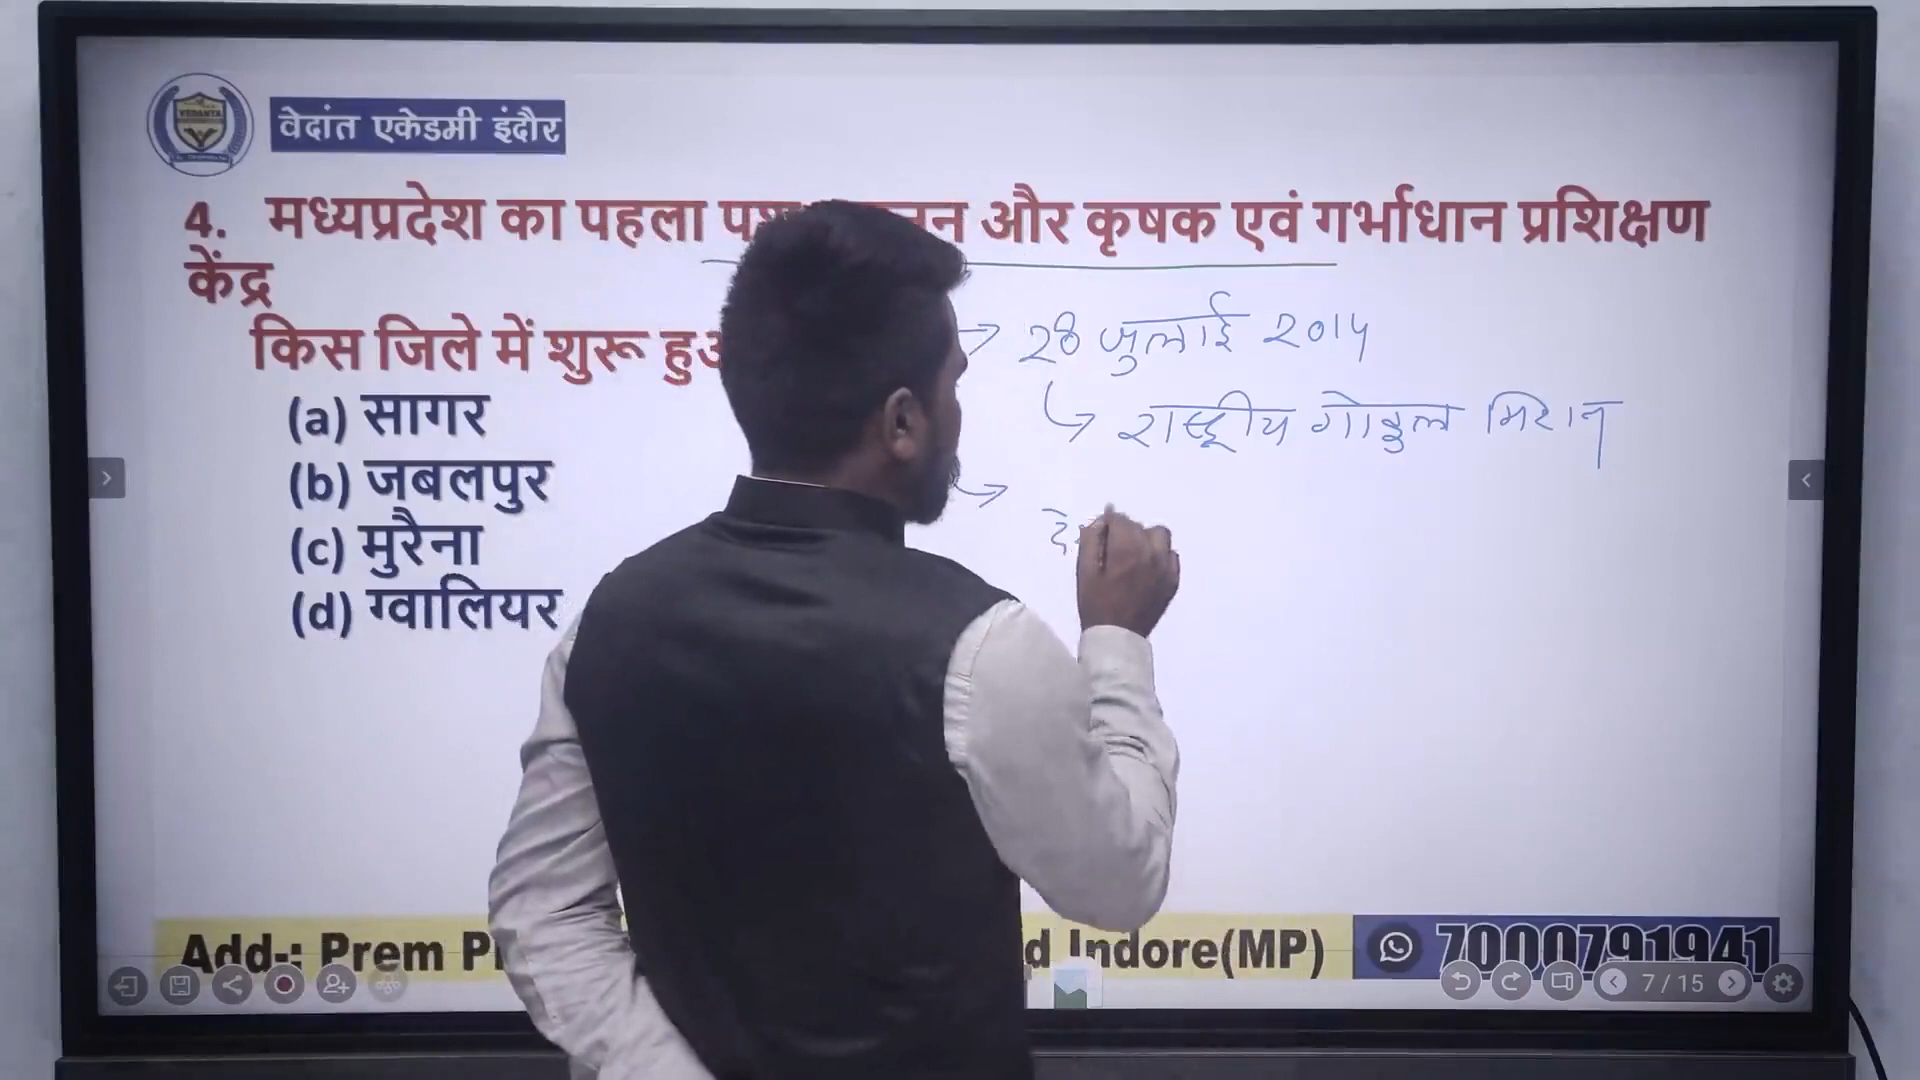 VEDANTA
वेदांत एकेडमी इंदौर
4. मध्यप्रदेश का पहला और कृषक एवं गर्भाधान प्रशिक्षण
केंद्र
किस जिले में शुरू
→ 28 जुलाई 2014
(a) सागर
राष्ट्रीय गोकुल मिशन
(b) जबलपुर
(c) मुरैना
(d) ग्वालियर
Add-: Prem Indore(MP) 7000791941
7/15